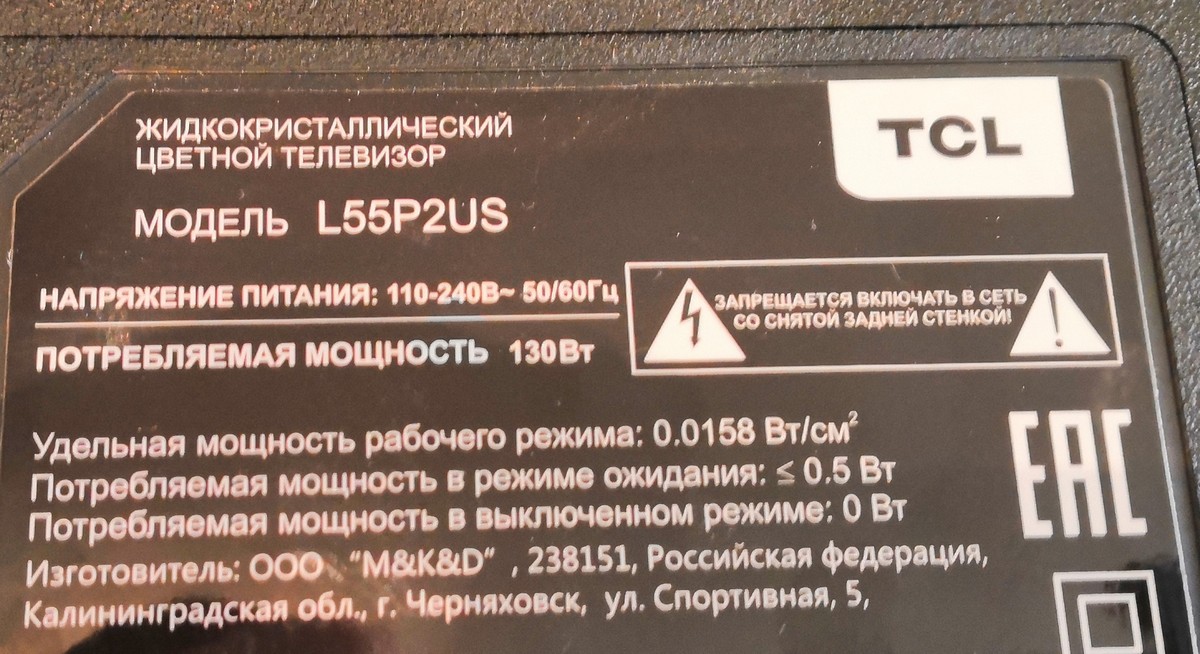 ЖИДКОКРИСТАЛЛИЧЕСКИЙ
ЦВЕТНОЙ ТЕЛЕВИЗОР
TCL
МОДЕЛЬ L55P2US
НАПРЯЖЕНИЕ ПИТАНИЯ: 110-240В~ 50/60Гц
ПОТРЕБЛЯЕМАЯ МОЩНОСТЬ 130Вт
ЗАПРЕЩАЕТСЯ ВКЛЮЧАТЬ В СЕТЬ
СО СНЯТОЙ ЗАДНЕЙ СТЕНКОЙ!
Удельная мощность рабочего режима: 0.0158 Вт/см²
Потребляемая мощность в режиме ожидания: ≤ 0.5 Вт
Потребляемая мощность в выключенном режиме: 0 Вт
Изготовитель: ООО "M&K&D" , 238151, Российская федерация,
Калининградская обл., г. Черняховск, ул. Спортивная, 5,
EAC